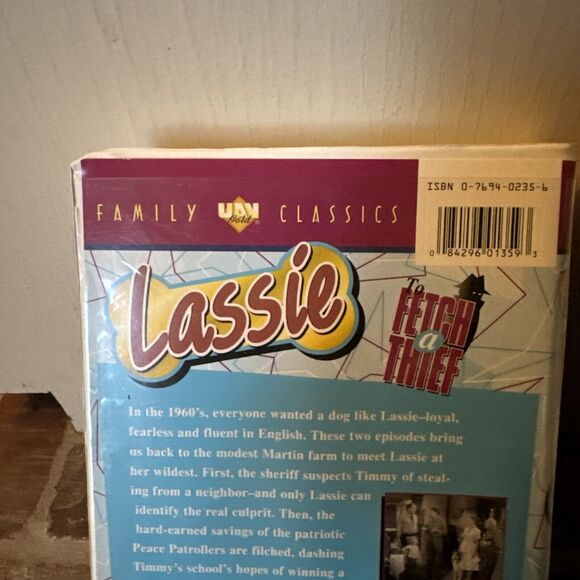 FAMILY UAV Gold® CLASSICS
ISBN 0-7694-0235-6
0 84296 01359 3
Lassie
To
FETCH
a
THIEF
In the 1960's, everyone wanted a dog like Lassie–loyal,
fearless and fluent in English. These two episodes bring
us back to the modest Martin farm to meet Lassie at
her wildest. First, the sheriff suspects Timmy of steal-
ing from a neighbor–and only Lassie can
identify the real culprit. Then, the
hard-earned savings of the patriotic
Peace Patrollers are filched, dashing
Timmy's school's hopes of winning a